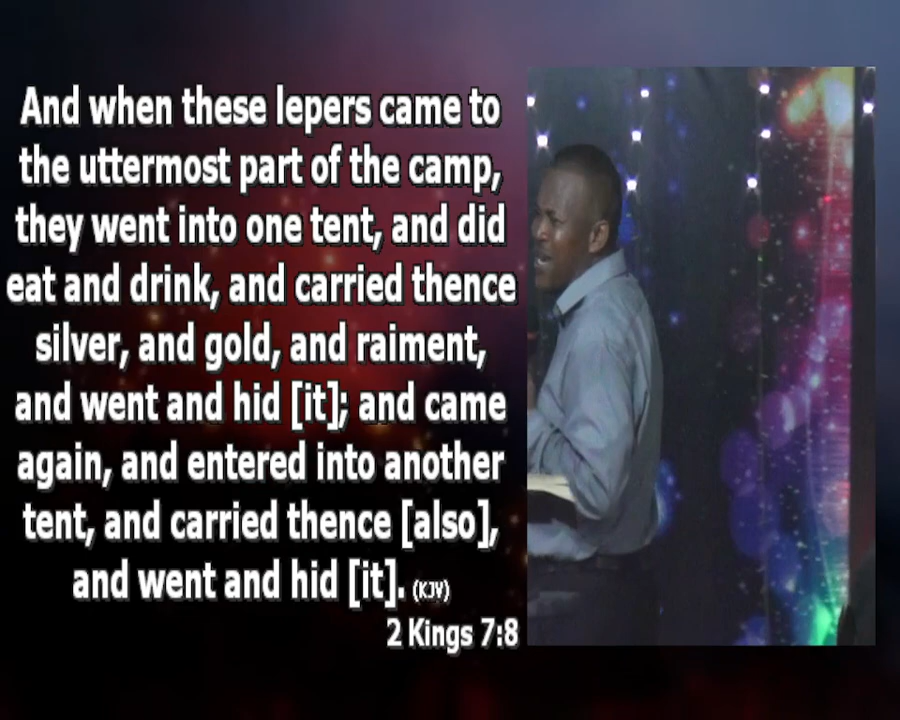 And when these lepers came to
the uttermost part of the camp,
they went into one tent, and did
eat and drink, and carried thence
silver, and gold, and raiment,
and went and hid [it]; and came
again, and entered into another
tent, and carried thence [also],
and went and hid [it]. (KJV)
2 Kings 7:8